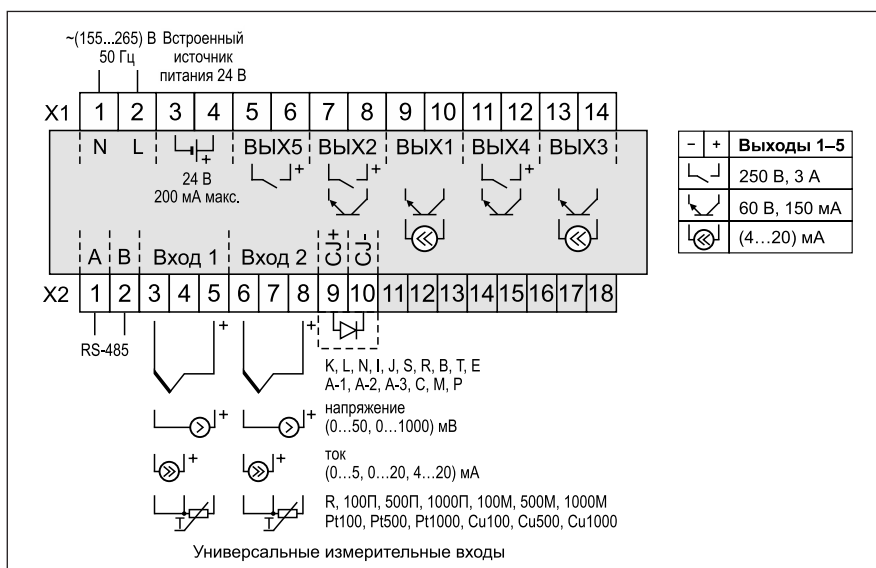 ~(155...265) В Встроенный
50 Гц источник
питания 24 В
X1 1 2 3 4 5 6 7 8 9 10 11 12 13 14
N L + ВЫХ5 ВЫХ2 ВЫХ1 ВЫХ4 ВЫХ3
24 В
200 мА макс.
+ + +
– + Выходы 1–5
250 В, 3 А
60 В, 150 мА
(4...20) мА
A B Вход 1 Вход 2 CJ+ CJ-
X2 1 2 3 4 5 6 7 8 9 10 11 12 13 14 15 16 17 18
RS-485
+ +
K, L, N, I, J, S, R, B, T, E
A-1, A-2, A-3, C, M, P
+ + напряжение
(0...50, 0...1000) мВ
+ + ток
(0...5, 0...20, 4...20) мА
T T R, 100П, 500П, 1000П, 100М, 500М, 1000М
Pt100, Pt500, Pt1000, Cu100, Cu500, Cu1000
Универсальные измерительные входы